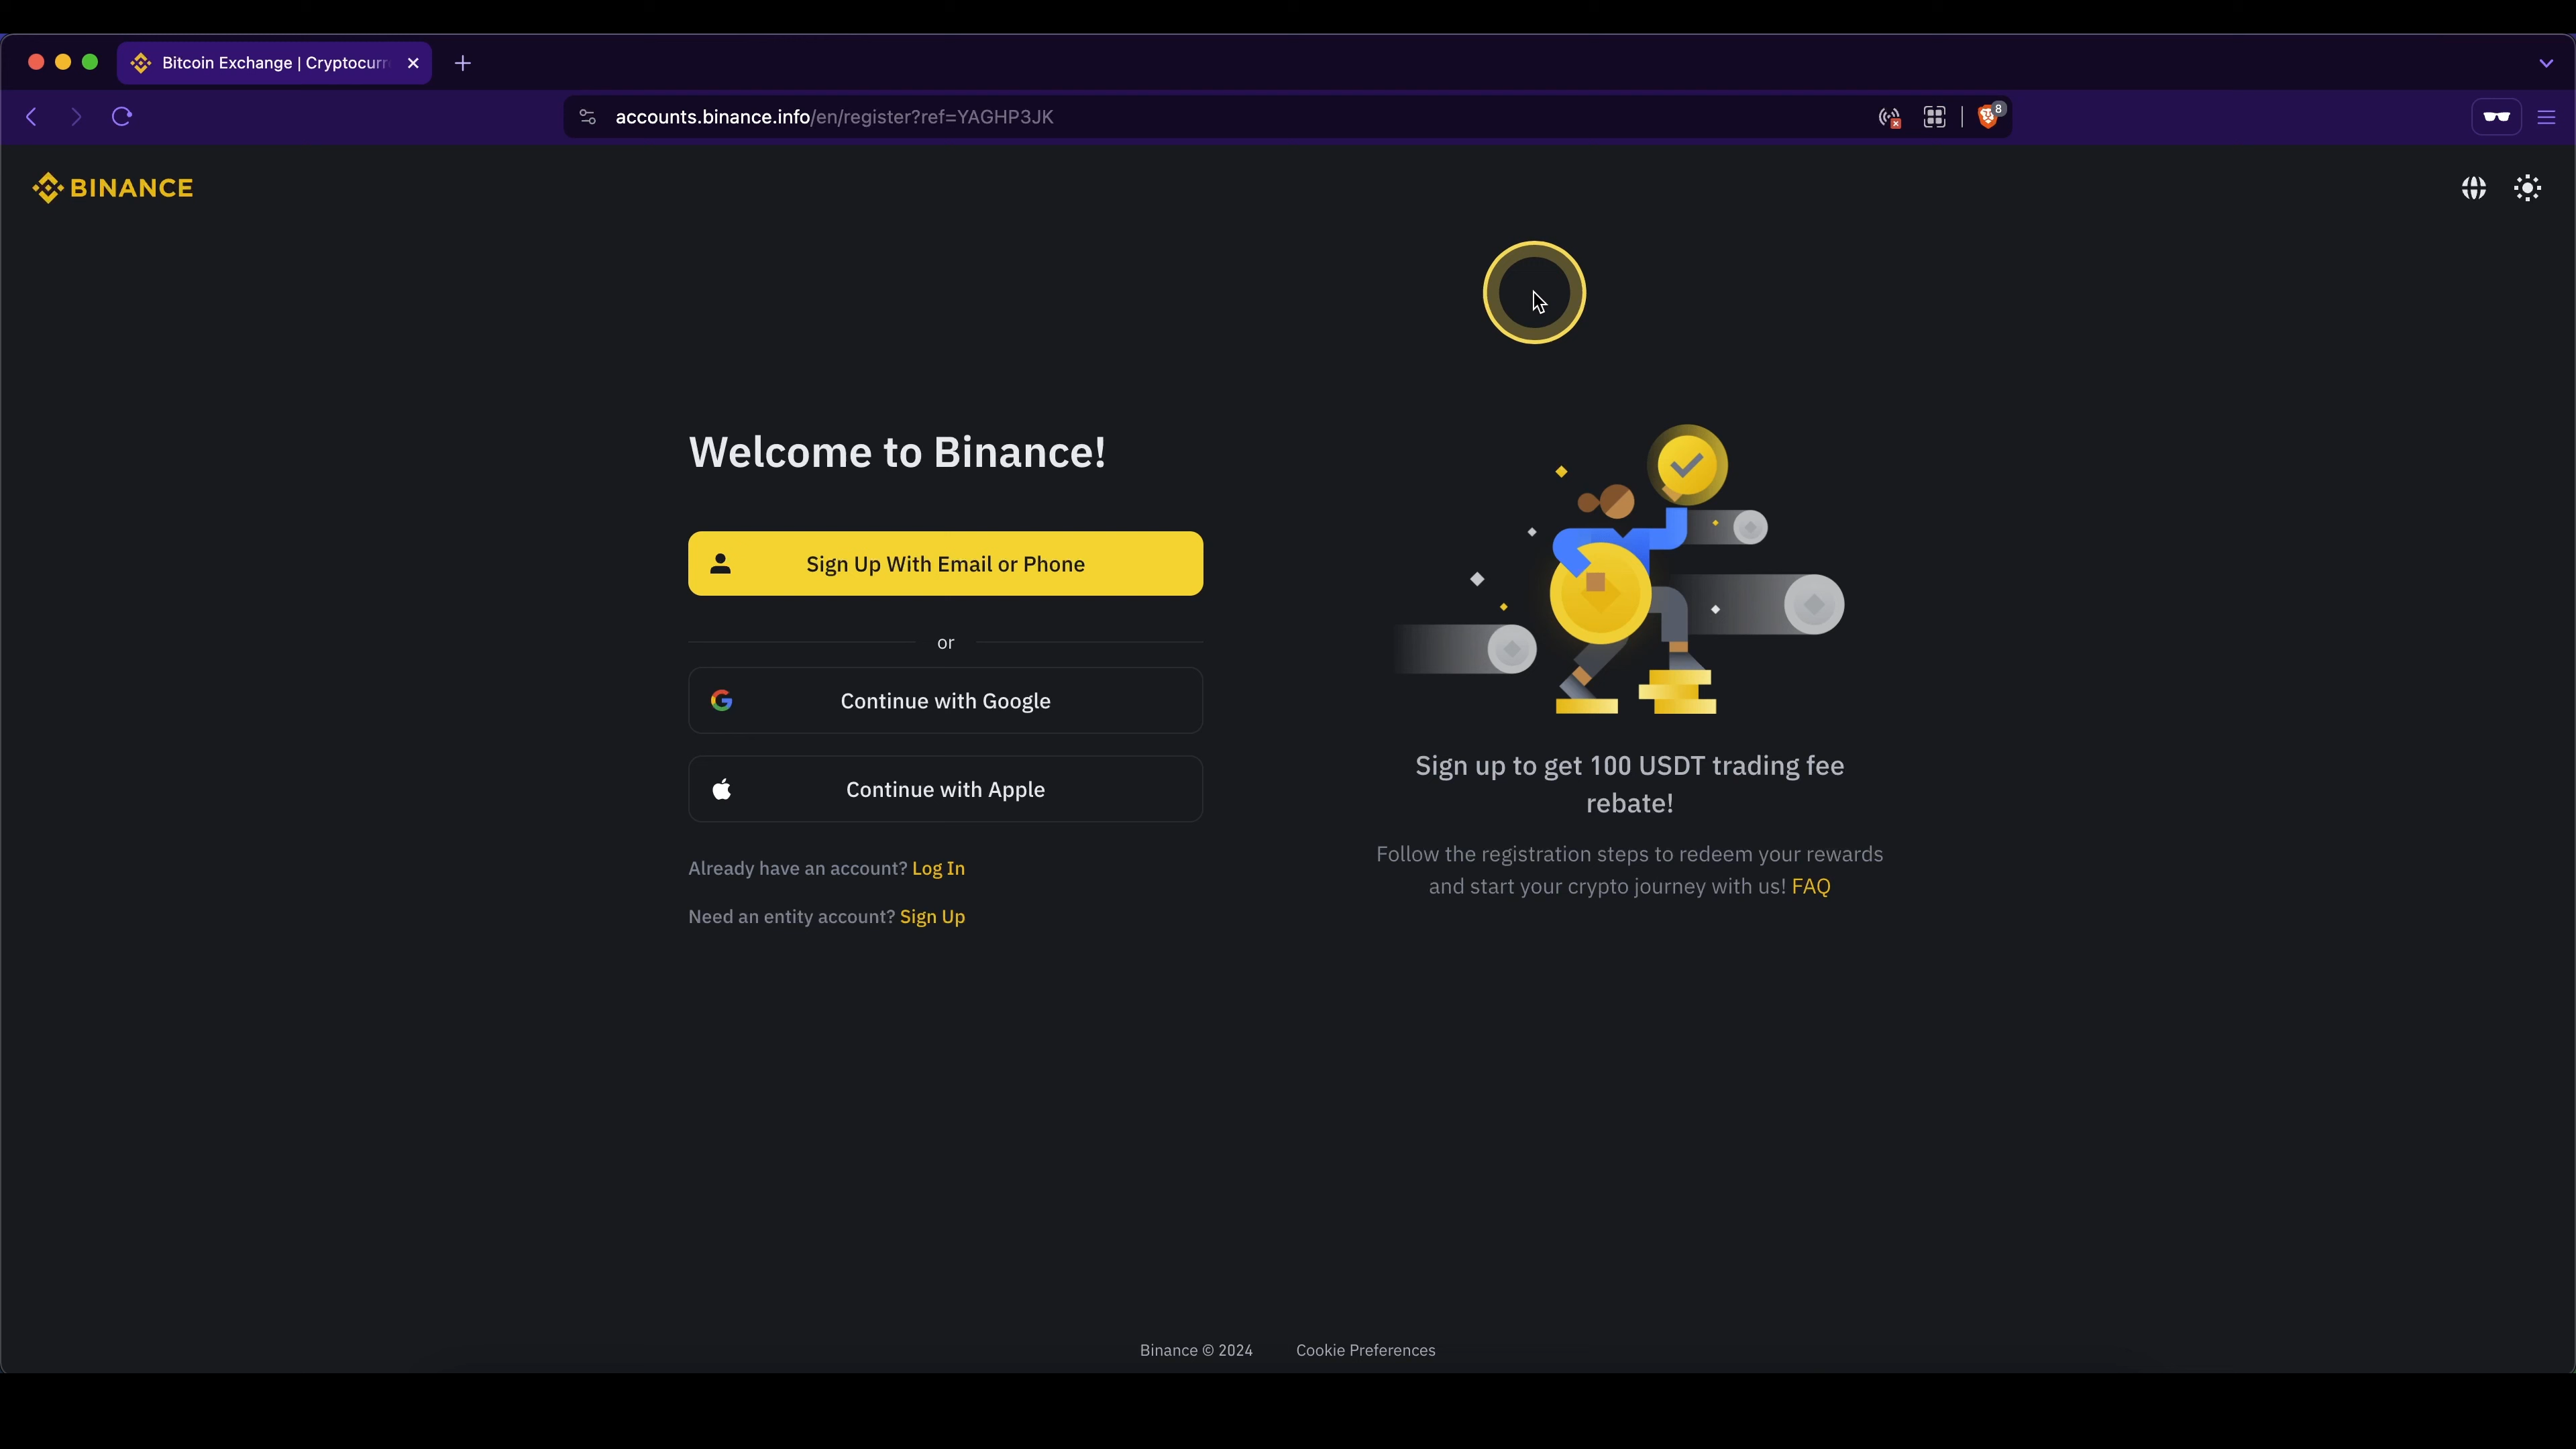 Bitcoin Exchange | Cryptocurr
accounts.binance.info/en/register?ref=YAGHP3JK
8
BINANCE
Welcome to Binance!
Sign Up With Email or Phone
or
Continue with Google
Continue with Apple
Already have an account? Log In
Need an entity account? Sign Up
Sign up to get 100 USDT trading fee
rebate!
Follow the registration steps to redeem your rewards
and start your crypto journey with us! FAQ
Binance © 2024 Cookie Preferences